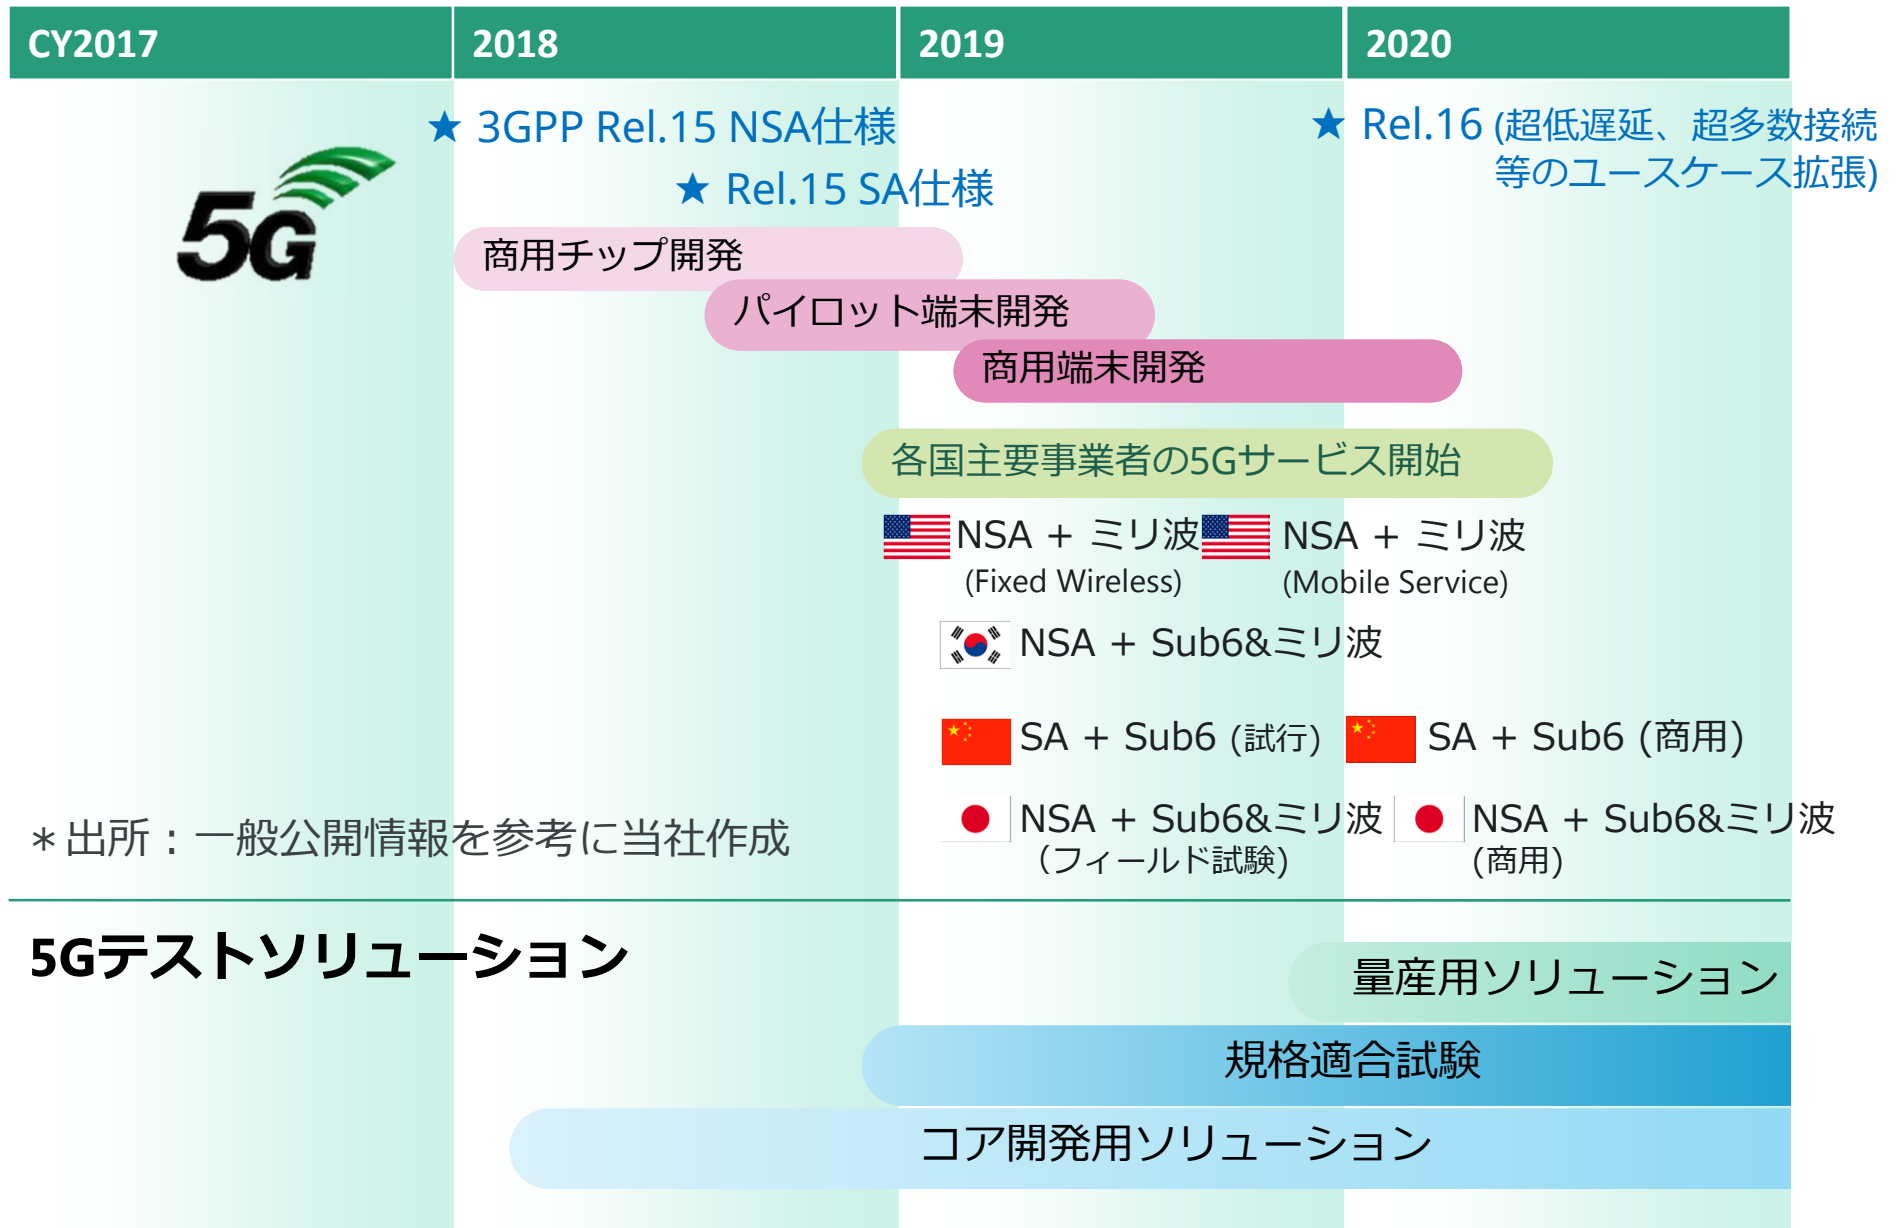 CY2017
2018
2019
2020
★ 3GPP Rel.15 NSA仕様
★ Rel.16 (超低遅延、超多数接続
等のユースケース拡張)
★ Rel.15 SA仕様
5G
商用チップ開発
パイロット端末開発
商用端末開発
各国主要事業者の5Gサービス開始
NSA + ミリ波
(Fixed Wireless)
NSA + ミリ波
(Mobile Service)
NSA + Sub6&ミリ波
SA + Sub6 (試行)
SA + Sub6 (商用)
NSA + Sub6&ミリ波
（フィールド試験)
NSA + Sub6&ミリ波
(商用)
＊出所：一般公開情報を参考に当社作成
5Gテストソリューション
量産用ソリューション
規格適合試験
コア開発用ソリューション